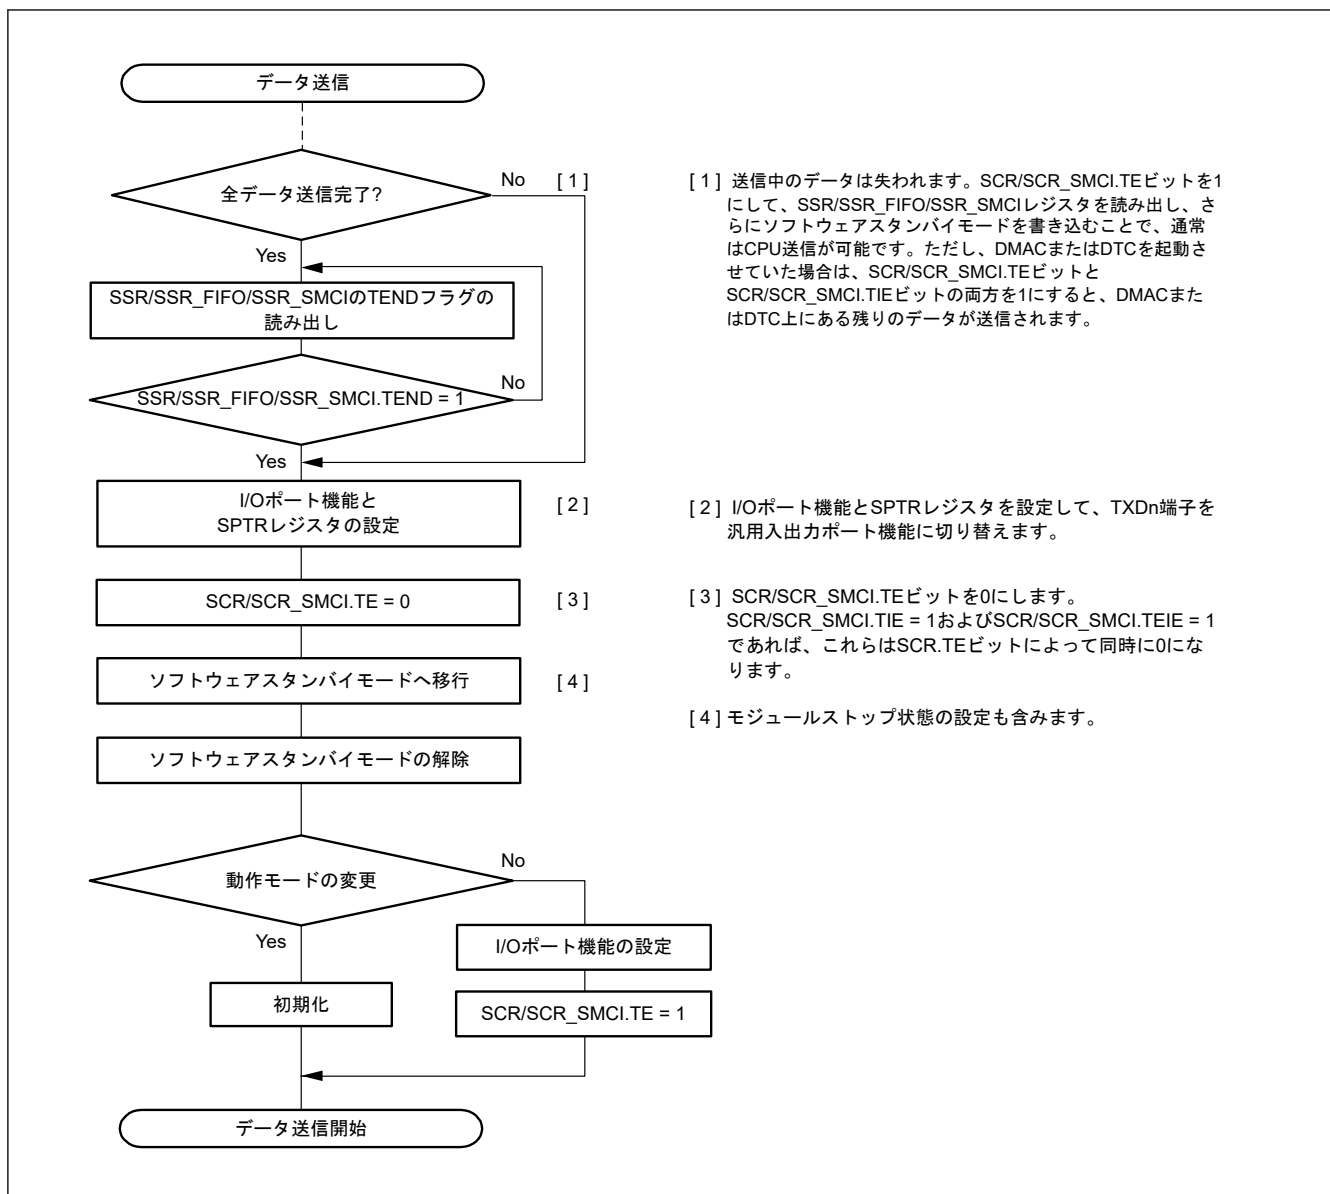 データ送信
全データ送信完了?
No
[ 1 ]
Yes
SSR/SSR_FIFO/SSR_SMCIのTENDフラグの
読み出し
SSR/SSR_FIFO/SSR_SMCI.TEND = 1
No
Yes
I/Oポート機能と
SPTRレジスタの設定
[ 2 ]
SCR/SCR_SMCI.TE = 0
[ 3 ]
ソフトウェアスタンバイモードへ移行
[ 4 ]
ソフトウェアスタンバイモードの解除
動作モードの変更
No
Yes
I/Oポート機能の設定
初期化
SCR/SCR_SMCI.TE = 1
データ送信開始
[ 1 ] 送信中のデータは失われます。SCR/SCR_SMCI.TEビットを1
にして、SSR/SSR_FIFO/SSR_SMCIレジスタを読み出し、さ
らにソフトウェアスタンバイモードを書き込むことで、通常
はCPU送信が可能です。ただし、DMACまたはDTCを起動さ
せていた場合は、SCR/SCR_SMCI.TEビットと
SCR/SCR_SMCI.TIEビットの両方を1にすると、DMACまた
はDTC上にある残りのデータが送信されます。
[ 2 ] I/Oポート機能とSPTRレジスタを設定して、TXDn端子を
汎用入出力ポート機能に切り替えます。
[ 3 ] SCR/SCR_SMCI.TEビットを0にします。
SCR/SCR_SMCI.TIE = 1およびSCR/SCR_SMCI.TEIE = 1
であれば、これらはSCR.TEビットによって同時に0にな
ります。
[ 4 ] モジュールストップ状態の設定も含みます。